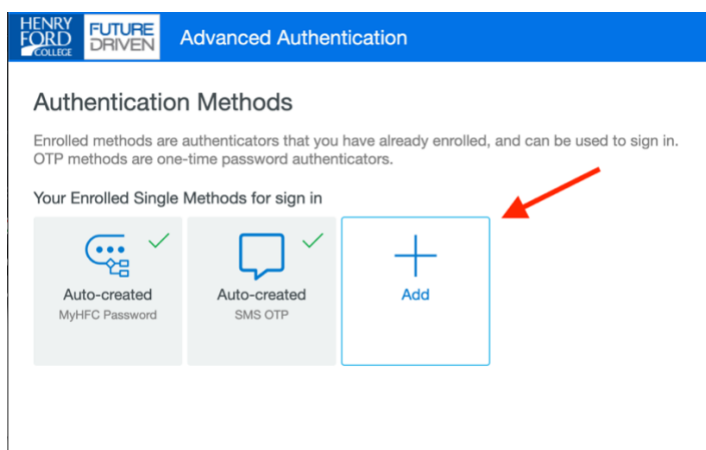 HENRY
FORD
COLLEGE
FUTURE
DRIVEN
Advanced Authentication
Authentication Methods
Enrolled methods are authenticators that you have already enrolled, and can be used to sign in.
OTP methods are one-time password authenticators.
Your Enrolled Single Methods for sign in
Auto-created
MyHFC Password
Auto-created
SMS OTP
Add